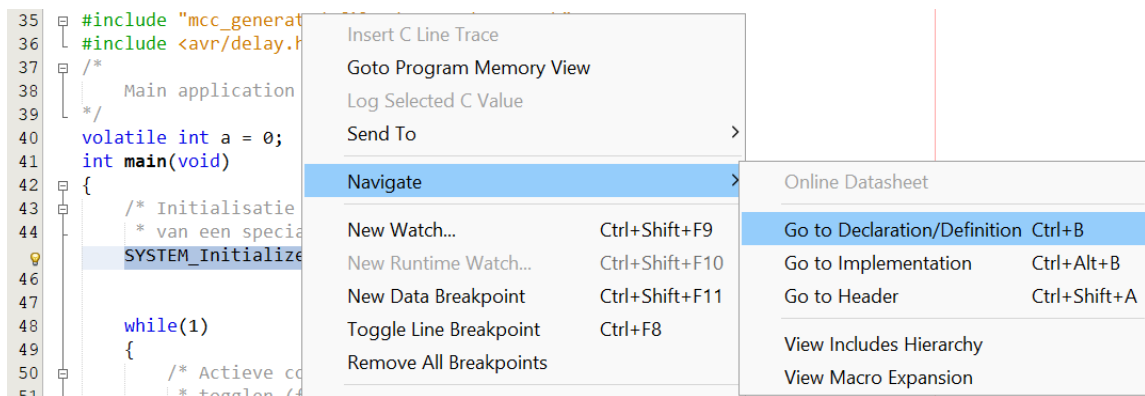 35 #include "mcc_generat
36 #include <avr/delay.h
37 /*
38 Main application
39 */
40 volatile int a = 0;
41 int main(void)
42 {
43 /* Initialisatie
44 * van een specia
SYSTEM_Initialize
46
47
48 while(1)
49 {
50 /* Actieve co
Insert C Line Trace
Goto Program Memory View
Log Selected C Value
Send To
Navigate
New Watch... Ctrl+Shift+F9
New Runtime Watch... Ctrl+Shift+F10
New Data Breakpoint Ctrl+Shift+F11
Toggle Line Breakpoint Ctrl+F8
Remove All Breakpoints
Online Datasheet
Go to Declaration/Definition Ctrl+B
Go to Implementation Ctrl+Alt+B
Go to Header Ctrl+Shift+A
View Includes Hierarchy
View Macro Expansion